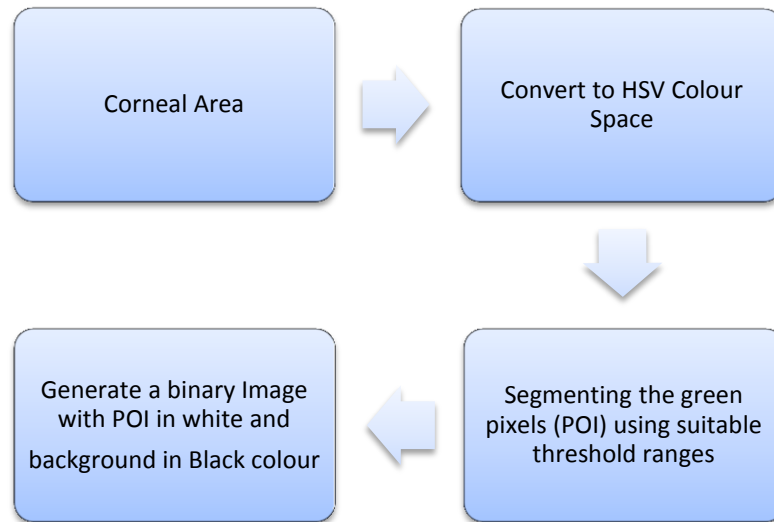 Corneal Area
Convert to HSV Colour
Space
Segmenting the green
pixels (POI) using suitable
threshold ranges
Generate a binary Image
with POI in white and
background in Black colour